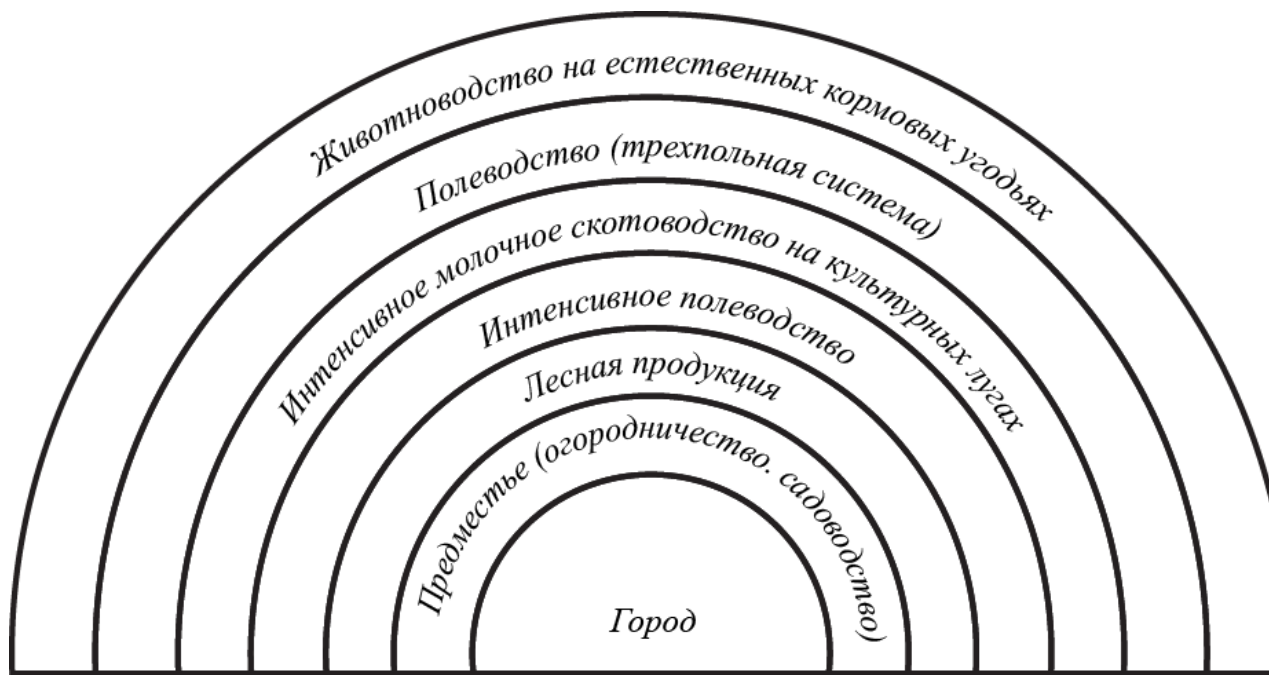 Животноводство на естественных кормовых угодьях
Полеводство (трехпольная система)
Интенсивное молочное скотоводство на культурных лугах
Интенсивное полеводство
Лесная продукция
Предместье (огородничество. садоводство)
Город